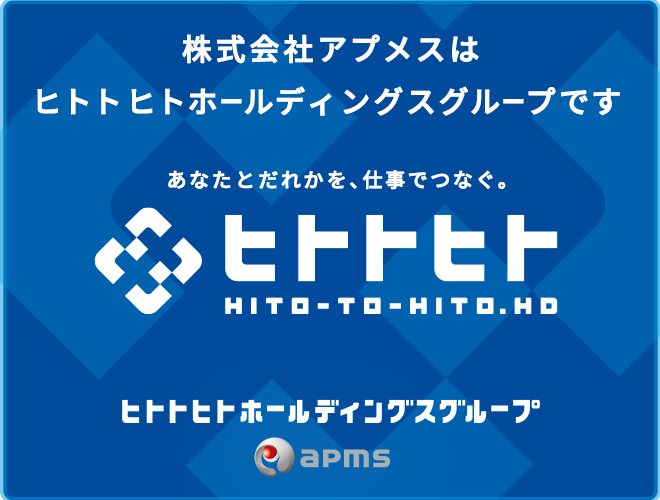 株式会社アプメスは
ヒトトヒトホールディングスグループです
あなたとだれかを、仕事でつなぐ。
ヒトトヒト
HITO-TO-HITO.HD
ヒトトヒトホールディングスグループ
apms